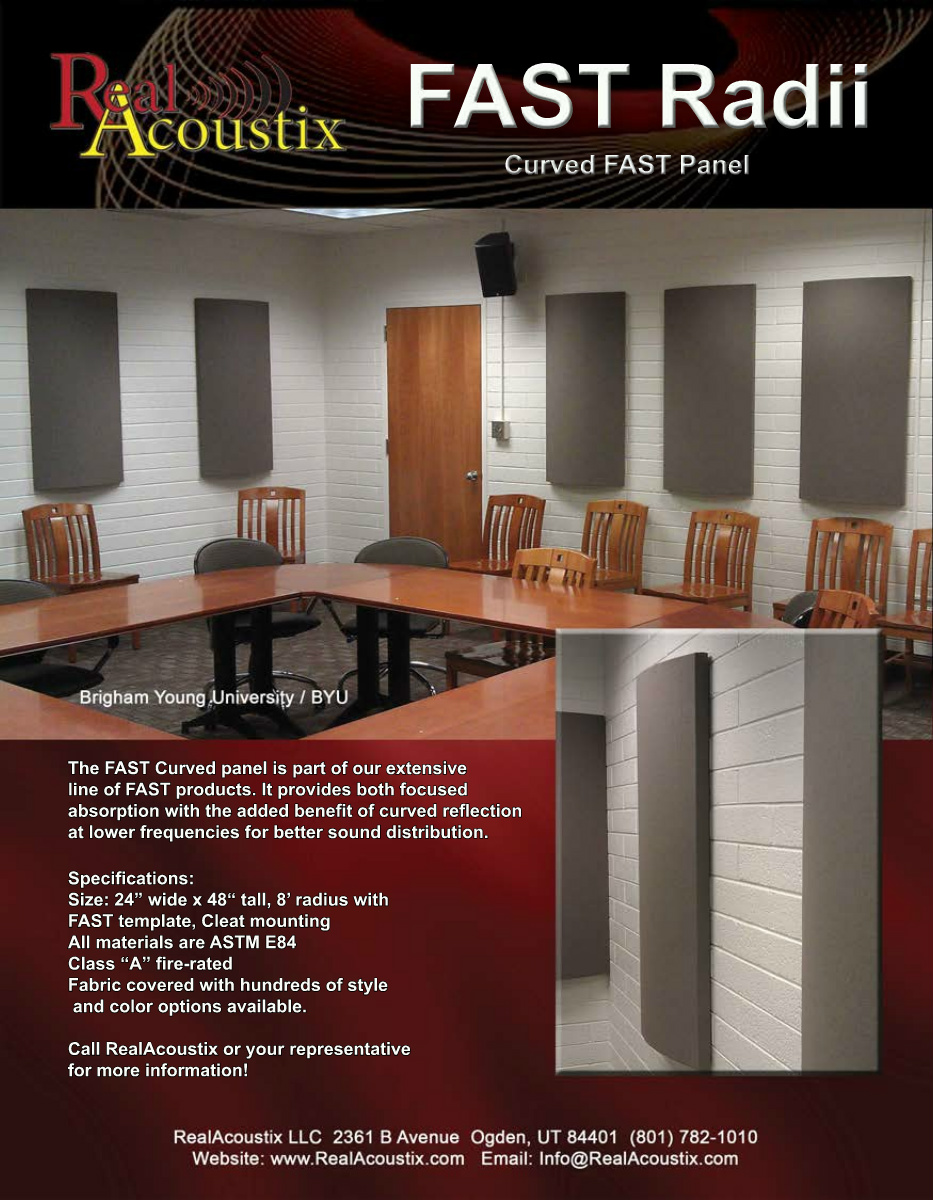 Real
Acoustix
FAST Radii
Curved FAST Panel
Brigham Young University / BYU
The FAST Curved panel is part of our extensive
line of FAST products. It provides both focused
absorption with the added benefit of curved reflection
at lower frequencies for better sound distribution.
Specifications:
Size: 24” wide x 48“ tall, 8’ radius with
FAST template, Cleat mounting
All materials are ASTM E84
Class “A” fire-rated
Fabric covered with hundreds of style
and color options available.
Call RealAcoustix or your representative
for more information!
RealAcoustix LLC 2361 B Avenue Ogden, UT 84401 (801) 782-1010
Website: www.RealAcoustix.com Email: Info@RealAcoustix.com